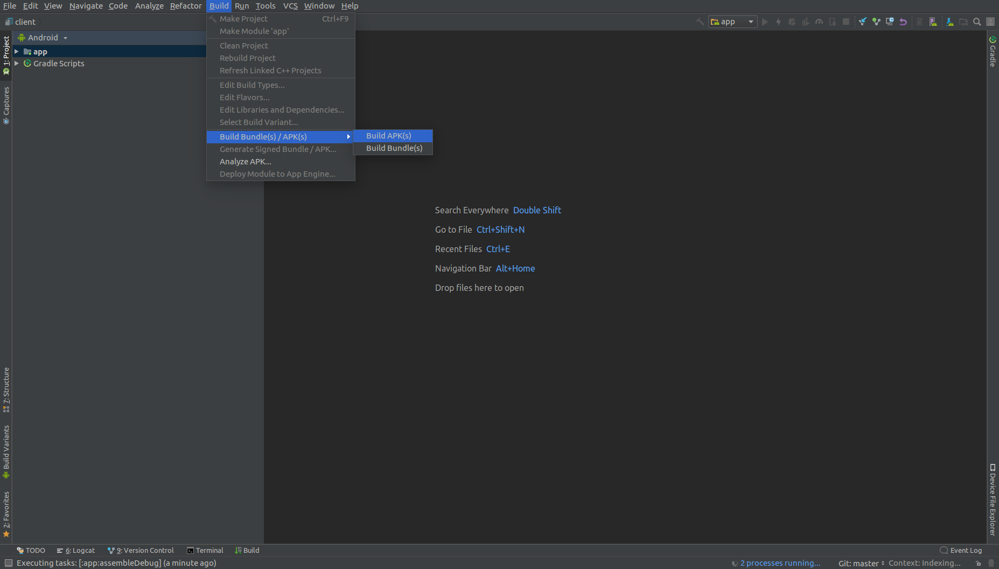 File Edit View Navigate Code Analyze Refactor Build Run Tools VCS Window Help
client
app
Android
app
Gradle Scripts
Make Project Ctrl+F9
Make Module 'app'
Clean Project
Rebuild Project
Refresh Linked C++ Projects
Edit Build Types...
Edit Flavors...
Edit Libraries and Dependencies...
Select Build Variant...
Build Bundle(s) / APK(s)
Generate Signed Bundle / APK...
Analyze APK...
Deploy Module to App Engine...
Build APK(s)
Build Bundle(s)
Search Everywhere Double Shift
Go to File Ctrl+Shift+N
Recent Files Ctrl+E
Navigation Bar Alt+Home
Drop files here to open
1: Project
Captures
7: Structure
Build Variants
2: Favorites
Gradle
Device File Explorer
TODO 6: Logcat 9: Version Control Terminal Build Event Log
Executing tasks: [:app:assembleDebug] (a minute ago) 2 processes running... Git: master Context: Indexing...